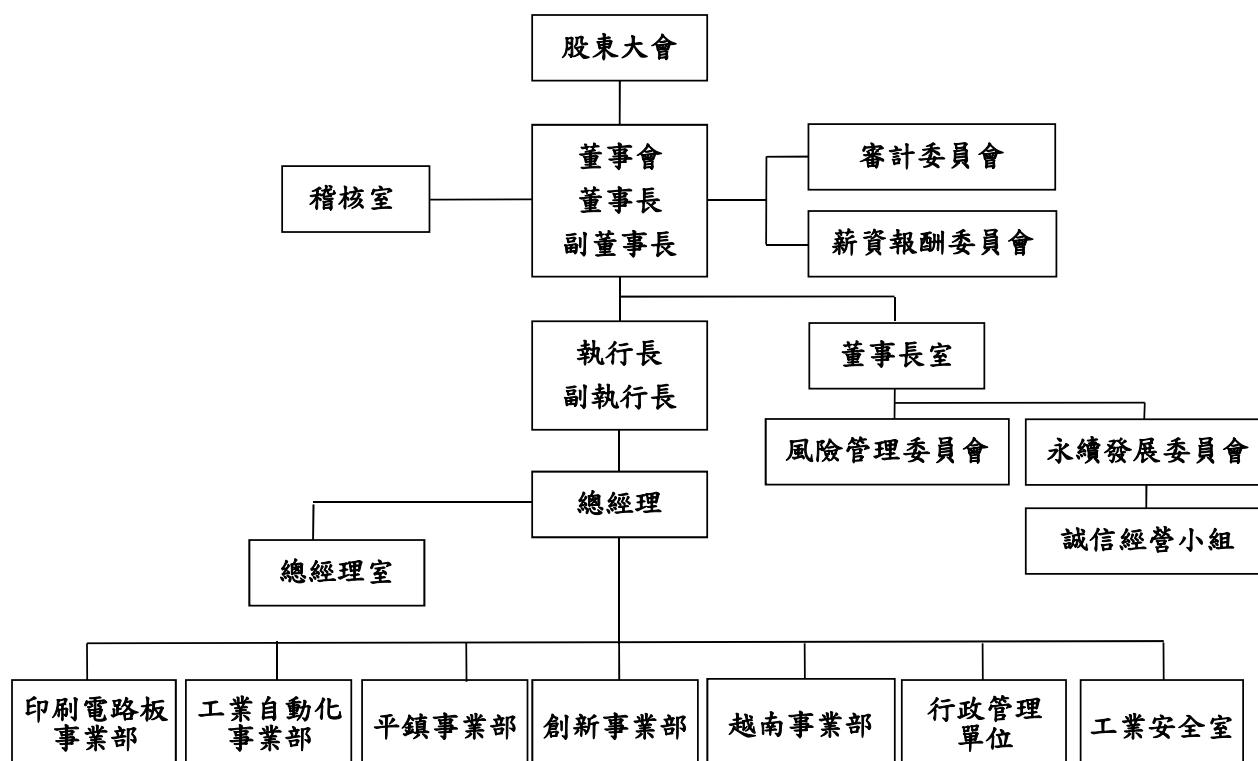 股東大會
董事會
董事長
副董事長
稽核室
審計委員會
薪資報酬委員會
執行長
副執行長
董事長室
風險管理委員會
永續發展委員會
誠信經營小組
總經理
總經理室
印刷電路板
事業部
工業自動化
事業部
平鎮事業部
創新事業部
越南事業部
行政管理
單位
工業安全室